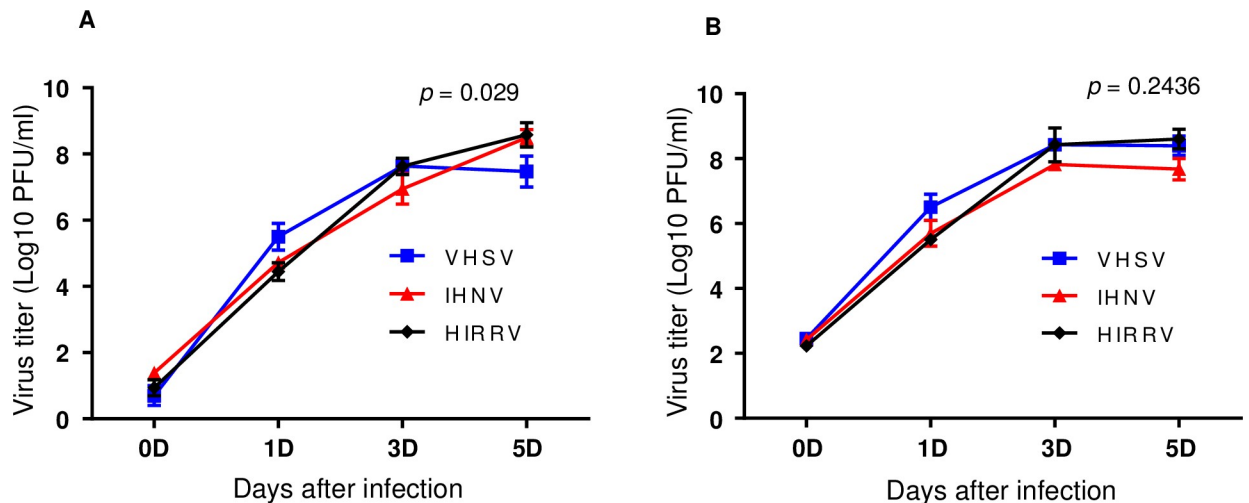 A
Virus titer (Log10 PFU/ml)
10
8
6
4
2
0
p = 0.029
VHSV
IHNV
HIRRV
0D 1D 3D 5D
Days after infection
B
Virus titer (Log10 PFU/ml)
10
8
6
4
2
0
p = 0.2436
VHSV
IHNV
HIRRV
0D 1D 3D 5D
Days after infection